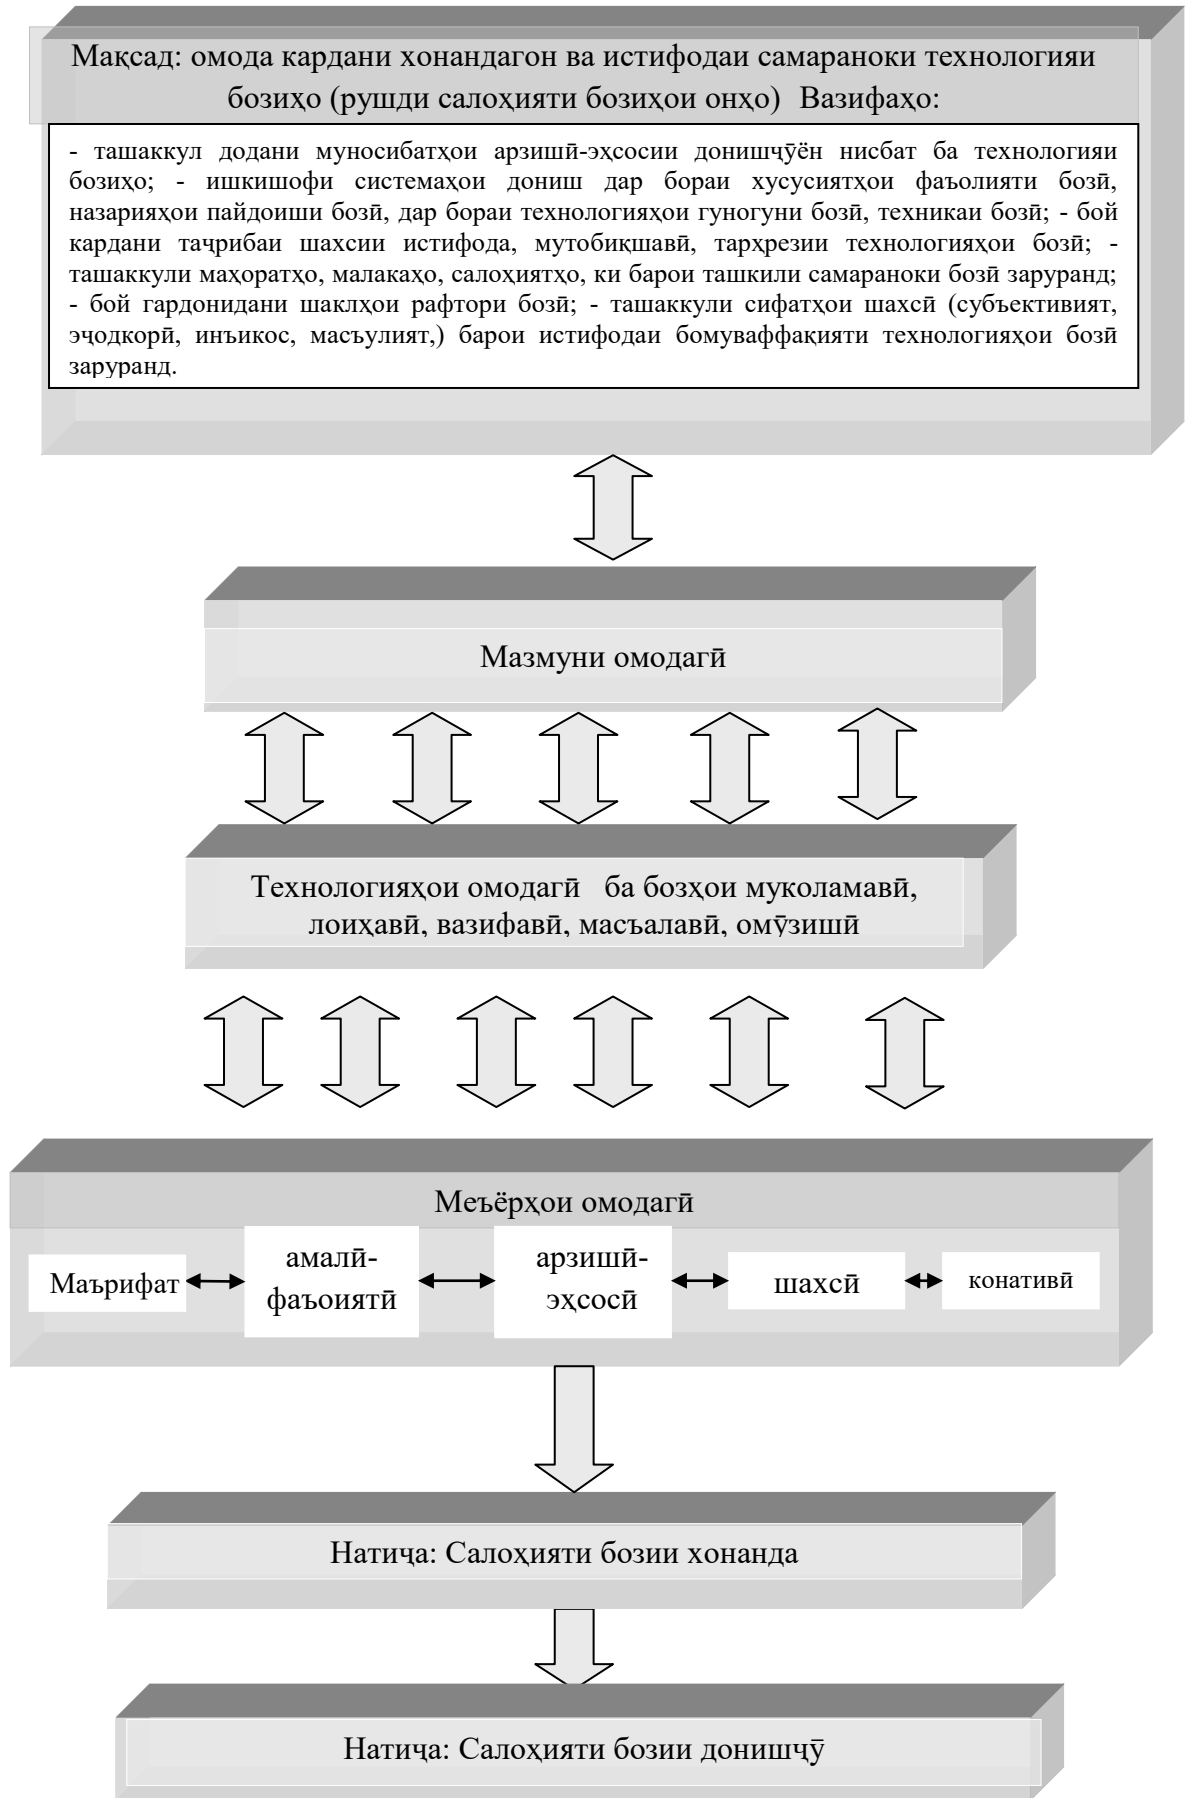 Мақсад: омода кардани хонандагон ва истифодаи самараноки технологияи
бозиҳо (рушди салоҳияти бозиҳои онҳо) Вазифаҳо:
- ташаккул додани муносибатҳои арзишӣ-эҳсосии донишҷӯён нисбат ба технологияи
бозиҳо; - ишкишофи системаҳои дониш дар бораи хусусиятҳои фаъолияти бозӣ,
назарияҳои пайдоиши бозӣ, дар бораи технологияҳои гуногуни бозӣ, техникаи бозӣ; - бой
кардани таҷрибаи шахсии истифода, мутобиқшавӣ, тарҳрезии технологияҳои бозӣ; -
ташаккули маҳоратҳо, малакаҳо, салоҳиятҳо, ки барои ташкили самараноки бозӣ заруранд;
- бой гардонидани шаклҳои рафтори бозӣ; - ташаккули сифатҳои шахсӣ (субъективият,
эҷодкорӣ, инъикос, масъулият,) барои истифодаи бомуваффақияти технологияҳои бозӣ
заруранд.
Мазмуни омодагӣ
Технологияҳои омодагӣ ба бозҳои муколамавӣ,
лоиҳавӣ, вазифавӣ, масъалавӣ, омӯзишӣ
Меъёрҳои омодагӣ
Маърифат
амалӣ-
фаъоиятӣ
арзишӣ-
эҳсосӣ
шахсӣ
конативӣ
Натиҷа: Салоҳияти бозии хонанда
Натиҷа: Салоҳияти бозии донишҷӯ